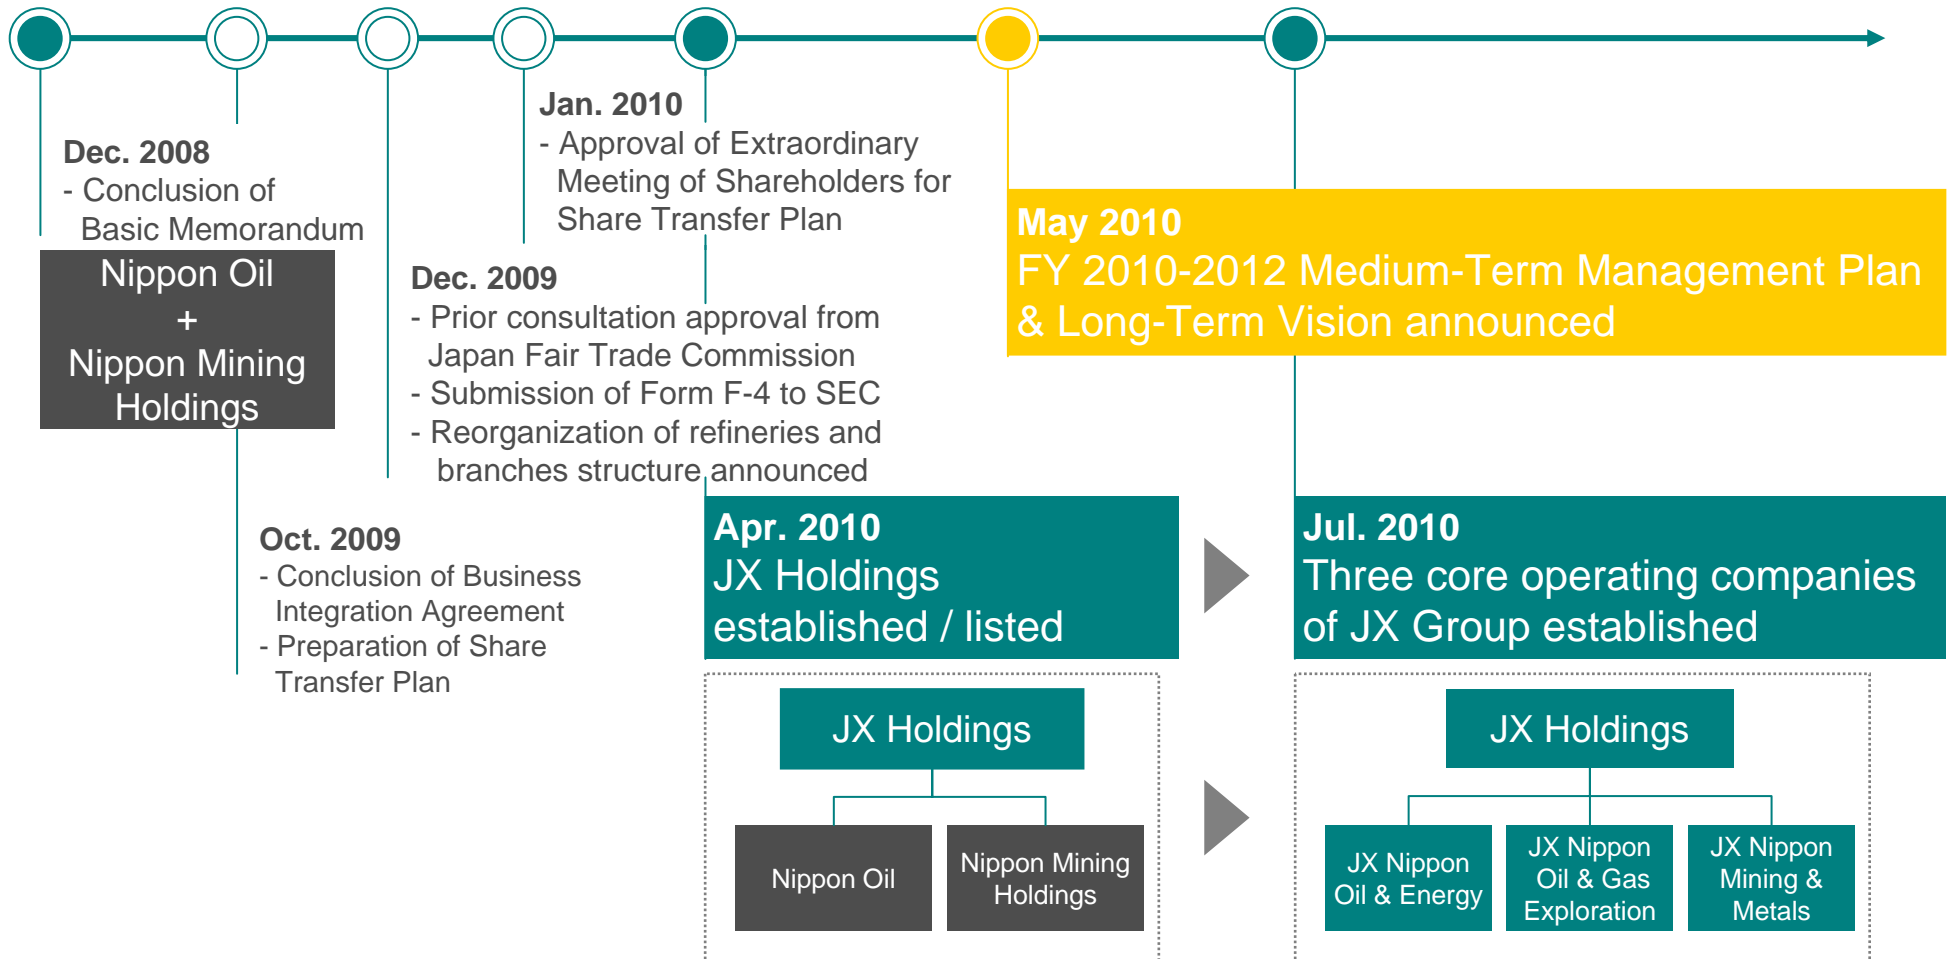 Dec. 2008
- Conclusion of
Basic Memorandum
Nippon Oil
+
Nippon Mining
Holdings
Oct. 2009
- Conclusion of Business
Integration Agreement
- Preparation of Share
Transfer Plan
Dec. 2009
- Prior consultation approval from
Japan Fair Trade Commission
- Submission of Form F-4 to SEC
- Reorganization of refineries and
branches structure announced
Jan. 2010
- Approval of Extraordinary
Meeting of Shareholders for
Share Transfer Plan
Apr. 2010
JX Holdings
established / listed
May 2010
FY 2010-2012 Medium-Term Management Plan
& Long-Term Vision announced
Jul. 2010
Three core operating companies
of JX Group established
JX Holdings
Nippon Oil
Nippon Mining
Holdings
JX Holdings
JX Nippon
Oil & Energy
JX Nippon
Oil & Gas
Exploration
JX Nippon
Mining &
Metals